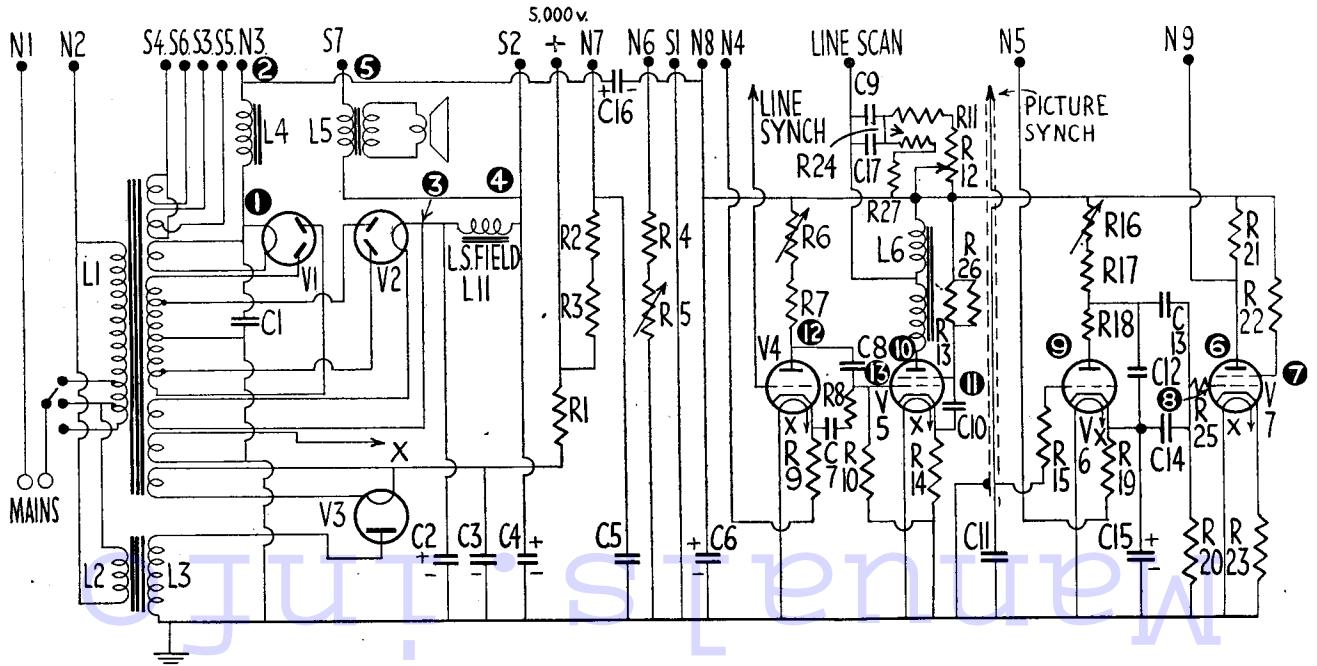 5,000 v.
N1 N2 S4. S6. S3. S5. N3. S7 S2 + N7 N6 S1 N8 N4 LINE SCAN N5 N9
2 5
C16
C9
LINE SYNCH
PICTURE SYNCH
R11
R12
R24
C17
R27
L4 L5
3 4
1
L.S. FIELD
L11
V1 V2
L1
C1
R2 R4 R6 L6 R26 R16 R21
R3 R5 R7 R13 R17 R22
R18 C13
12 C8 10 9 C12 6
V4 13 11 8 7
R8 V5 C10 R25 V7
R1
X
X X X X
C7
R9 R10 R14 R15 V6 R19 C14
MAINS
V3
C2 C3 C4 C5 C6 C11 C15 R20 R23
+ - - + - + - + -
L2 L3
Manuals.info